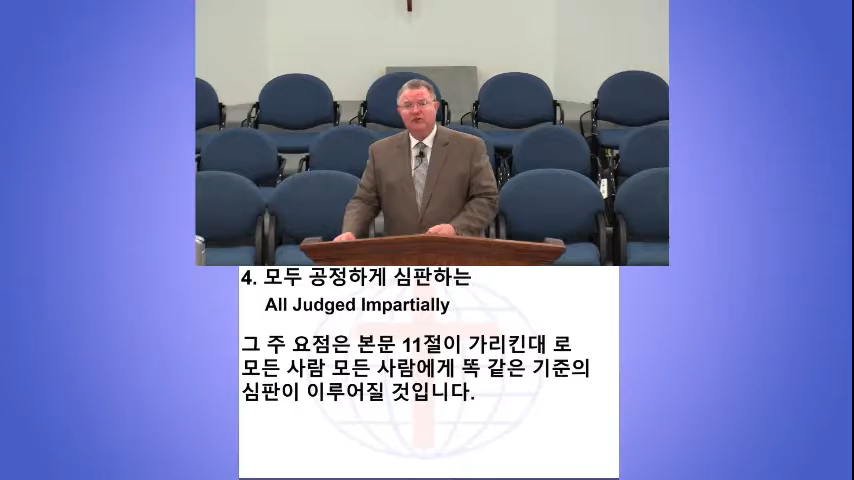 4. 모두 공정하게 심판하는
All Judged Impartially
그 주 요점은 본문 11절이 가리킨대 로
모든 사람 모든 사람에게 똑 같은 기준의
심판이 이루어질 것입니다.